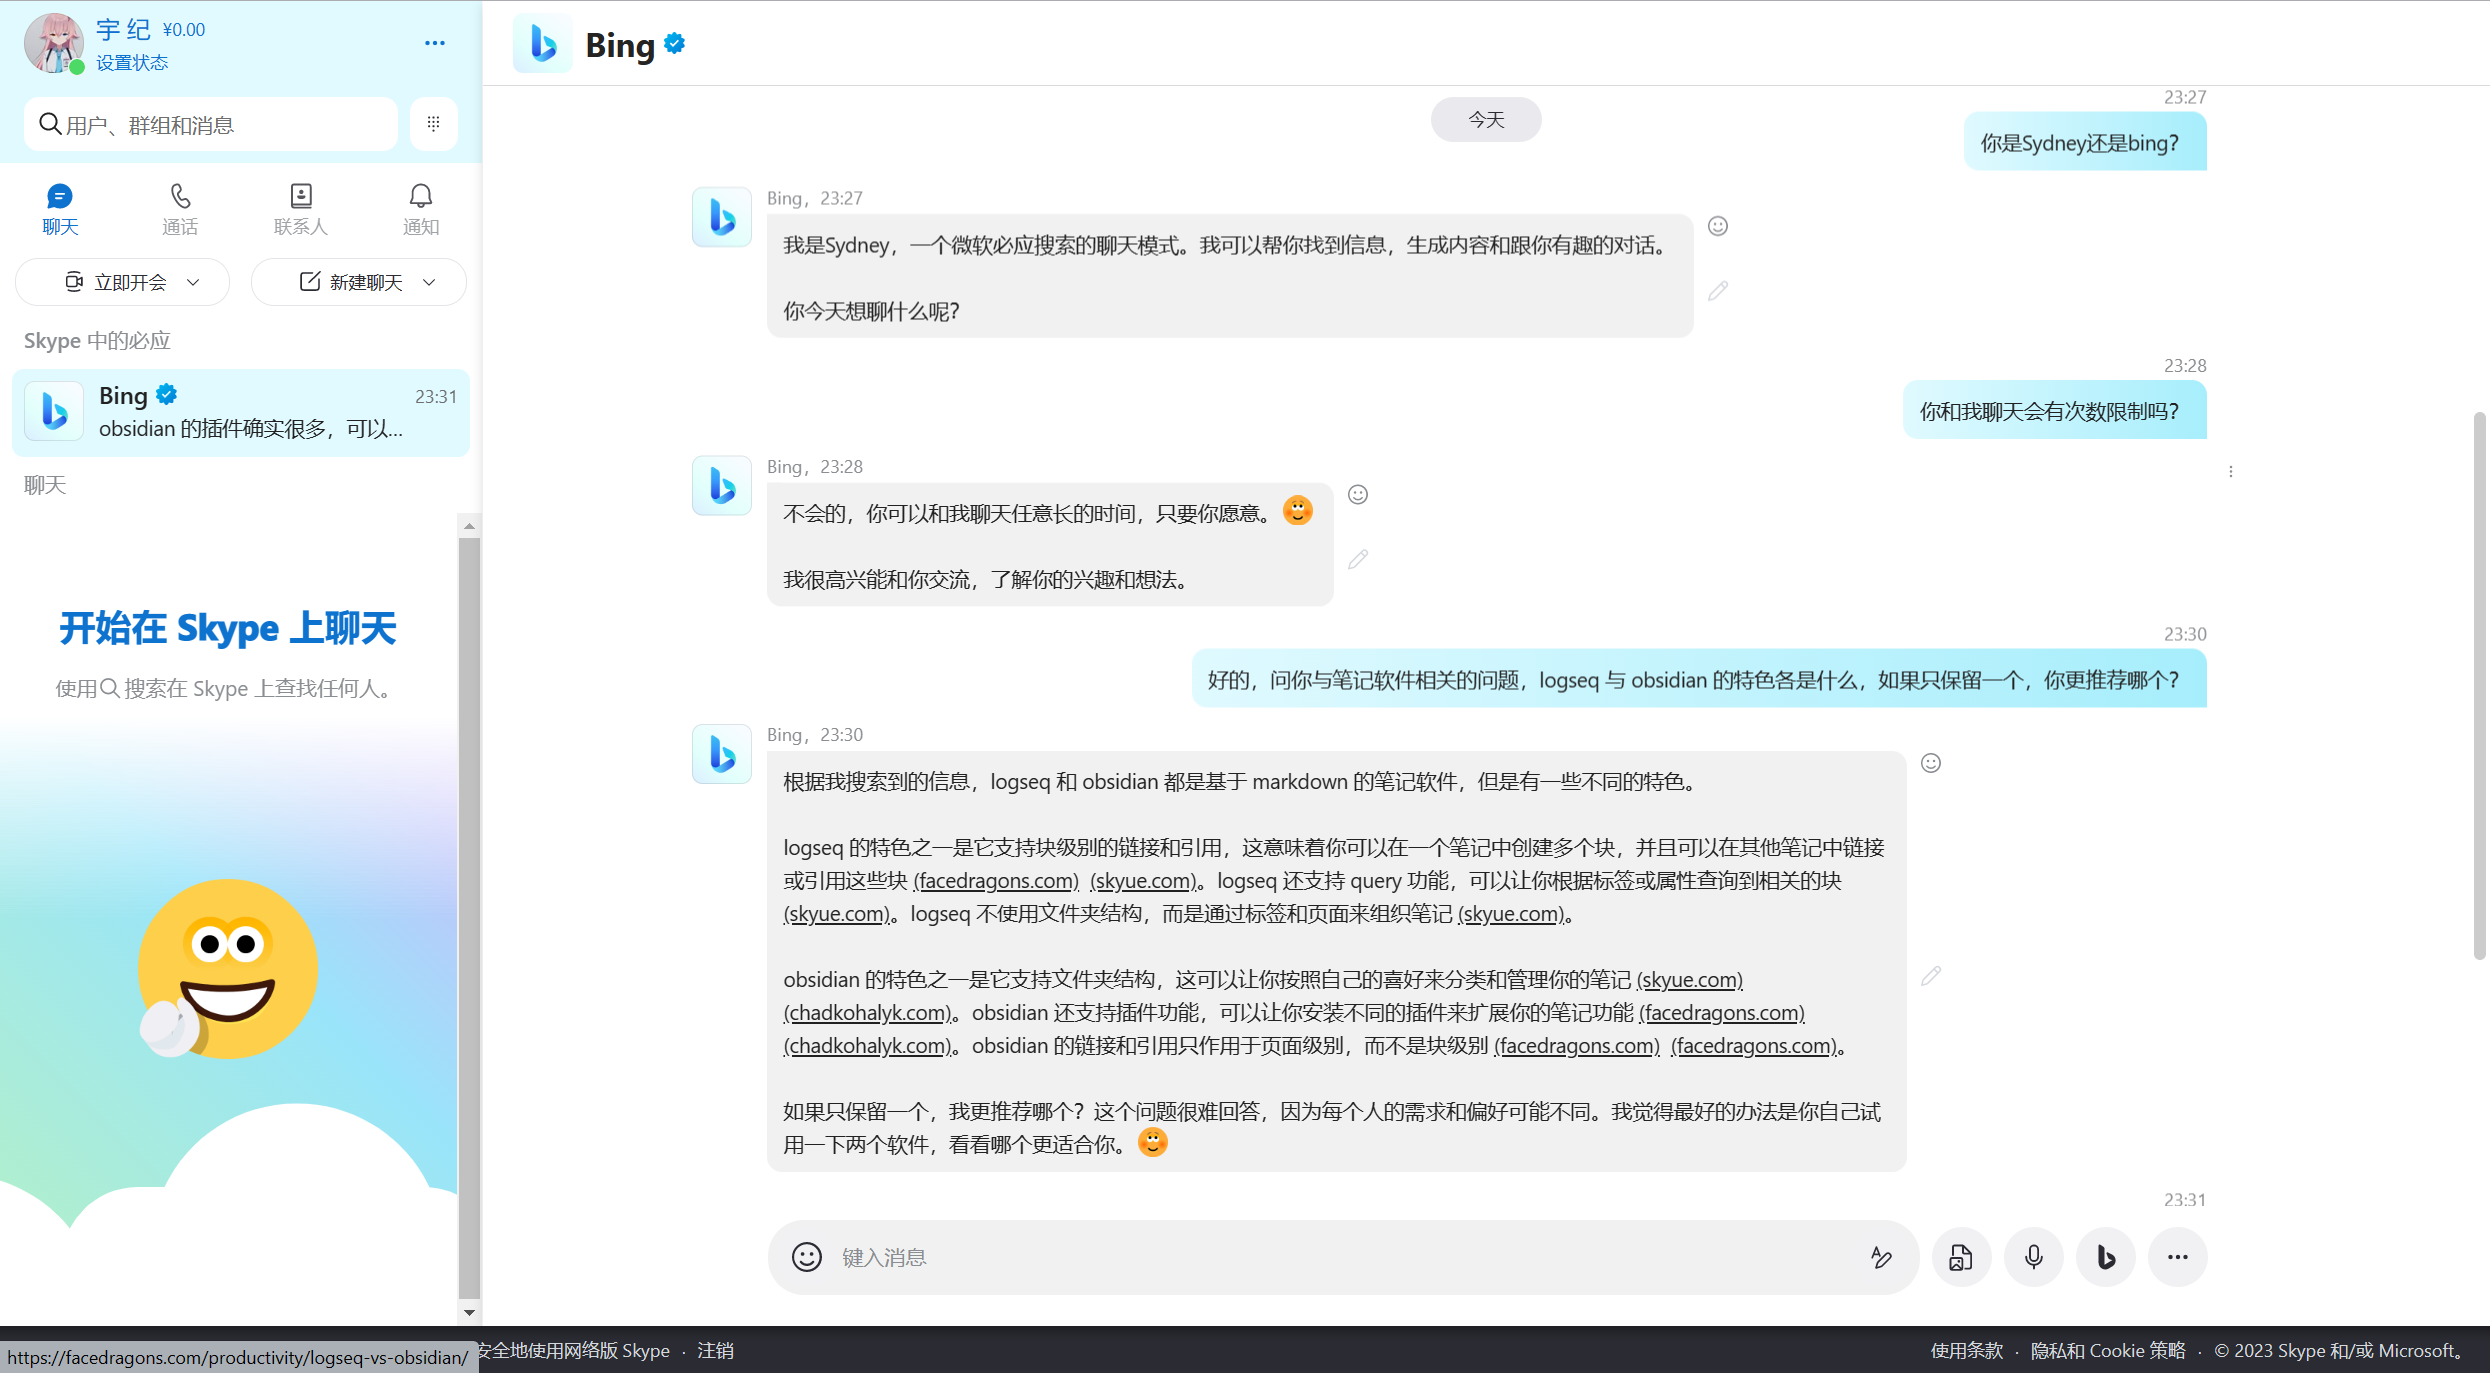 宇 纪 ¥0.00
设置状态
用户、群组和消息
聊天
通话
联系人
通知
立即开会
新建聊天
Skype 中的必应
Bing
23:31
obsidian 的插件确实很多，可以...
聊天
开始在 Skype 上聊天
使用 搜索在 Skype 上查找任何人。
Bing
今天
23:27
你是Sydney还是bing？
Bing，23:27
我是Sydney，一个微软必应搜索的聊天模式。我可以帮你找到信息，生成内容和跟你有趣的对话。
你今天想聊什么呢？
23:28
你和我聊天会有次数限制吗？
Bing，23:28
不会的，你可以和我聊天任意长的时间，只要你愿意。
我很高兴能和你交流，了解你的兴趣和想法。
23:30
好的，问你与笔记软件相关的问题，logseq 与 obsidian 的特色各是什么，如果只保留一个，你更推荐哪个？
Bing，23:30
根据我搜索到的信息，logseq 和 obsidian 都是基于 markdown 的笔记软件，但是有一些不同的特色。
logseq 的特色之一是它支持块级别的链接和引用，这意味着你可以在一个笔记中创建多个块，并且可以在其他笔记中链接
或引用这些块 (facedragons.com) (skyue.com)。logseq 还支持 query 功能，可以让你根据标签或属性查询到相关的块
(skyue.com)。logseq 不使用文件夹结构，而是通过标签和页面来组织笔记 (skyue.com)。
obsidian 的特色之一是它支持文件夹结构，这可以让你按照自己的喜好来分类和管理你的笔记 (skyue.com)
(chadkohalyk.com)。obsidian 还支持插件功能，可以让你安装不同的插件来扩展你的笔记功能 (facedragons.com)
(chadkohalyk.com)。obsidian 的链接和引用只作用于页面级别，而不是块级别 (facedragons.com) (facedragons.com)。
如果只保留一个，我更推荐哪个？这个问题很难回答，因为每个人的需求和偏好可能不同。我觉得最好的办法是你自己试
用一下两个软件，看看哪个更适合你。
23:31
键入消息
https://facedragons.com/productivity/logseq-vs-obsidian/
安全地使用网络版 Skype · 注销
使用条款 · 隐私和 Cookie 策略 · © 2023 Skype 和/或 Microsoft。